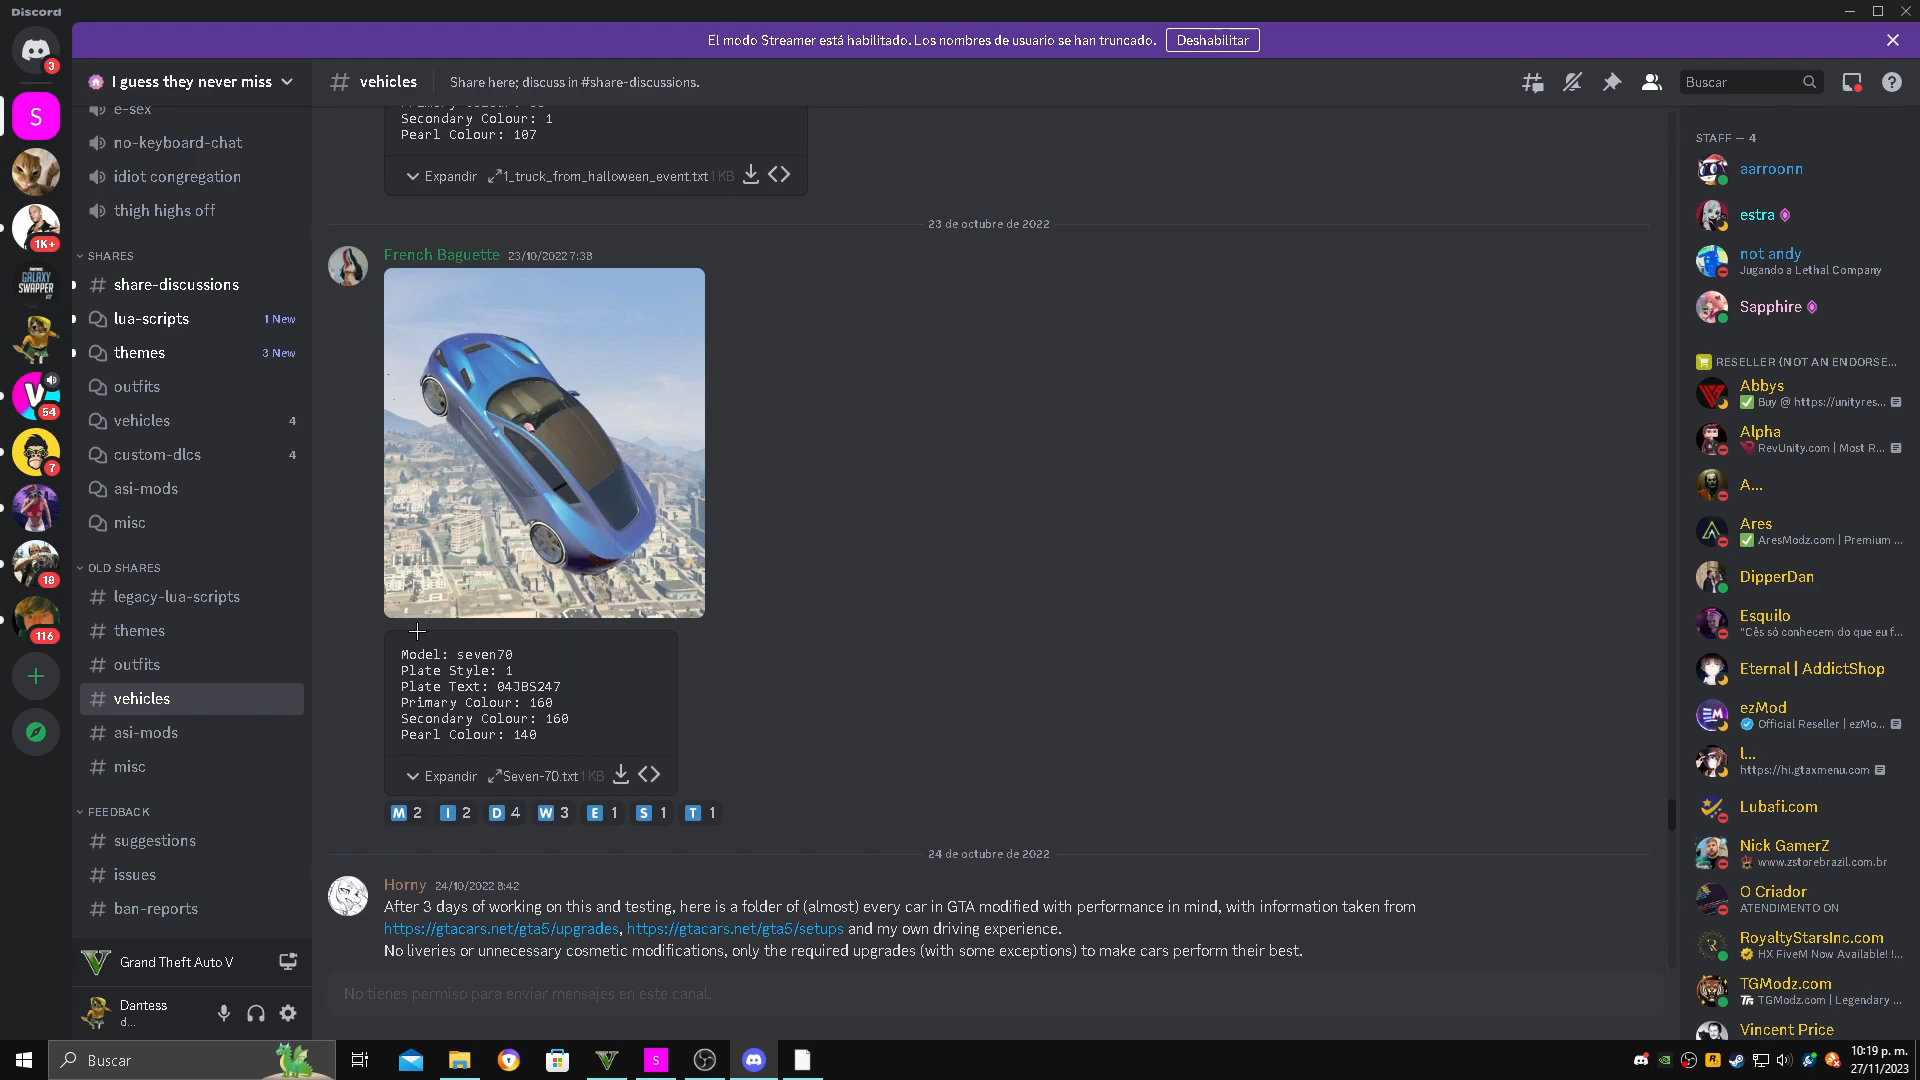 Discord
El modo Streamer está habilitado. Los nombres de usuario se han truncado.
Deshabilitar
3
S
1K+
GALAXY
SWAPPER
54
7
18
116
I guess they never miss
e-sex
no-keyboard-chat
idiot congregation
thigh highs off
SHARES
share-discussions
lua-scripts 1 New
themes 3 New
outfits
vehicles 4
custom-dlcs 4
asi-mods
misc
OLD SHARES
legacy-lua-scripts
themes
outfits
vehicles
asi-mods
misc
FEEDBACK
suggestions
issues
ban-reports
Grand Theft Auto V
Dantess
d...
vehicles
Share here; discuss in #share-discussions.
Buscar
Secondary Colour: 1
Pearl Colour: 107
Expandir 1_truck_from_halloween_event.txt 1 KB
23 de octubre de 2022
French Baguette 23/10/2022 7:38
Model: seven70
Plate Style: 1
Plate Text: 04JBS247
Primary Colour: 160
Secondary Colour: 160
Pearl Colour: 140
Expandir Seven-70.txt 1 KB
M 2 I 2 D 4 W 3 E 1 S 1 T 1
24 de octubre de 2022
Horny 24/10/2022 8:42
After 3 days of working on this and testing, here is a folder of (almost) every car in GTA modified with performance in mind, with information taken from
https://gtacars.net/gta5/upgrades, https://gtacars.net/gta5/setups and my own driving experience.
No liveries or unnecessary cosmetic modifications, only the required upgrades (with some exceptions) to make cars perform their best.
No tienes permiso para enviar mensajes en este canal.
STAFF — 4
aarroonn
estra
not andy
Jugando a Lethal Company
Sapphire
RESELLER (NOT AN ENDORSE...
Abbys
Buy @ https://unityres...
Alpha
RevUnity.com | Most R...
A...
Ares
AresModz.com | Premium ...
DipperDan
Esquilo
"Cês só conhecem do que eu f...
Eternal | AddictShop
ezMod
Official Reseller | ezMo...
l...
https://hi.gtaxmenu.com
Lubafi.com
Nick GamerZ
www.zstorebrazil.com.br
O Criador
ATENDIMENTO ON
RoyaltyStarsInc.com
HX FiveM Now Available! !...
TGModz.com
TGModz.com | Legendary ...
Vincent Price
Buscar
S
10:19 p. m.
27/11/2023